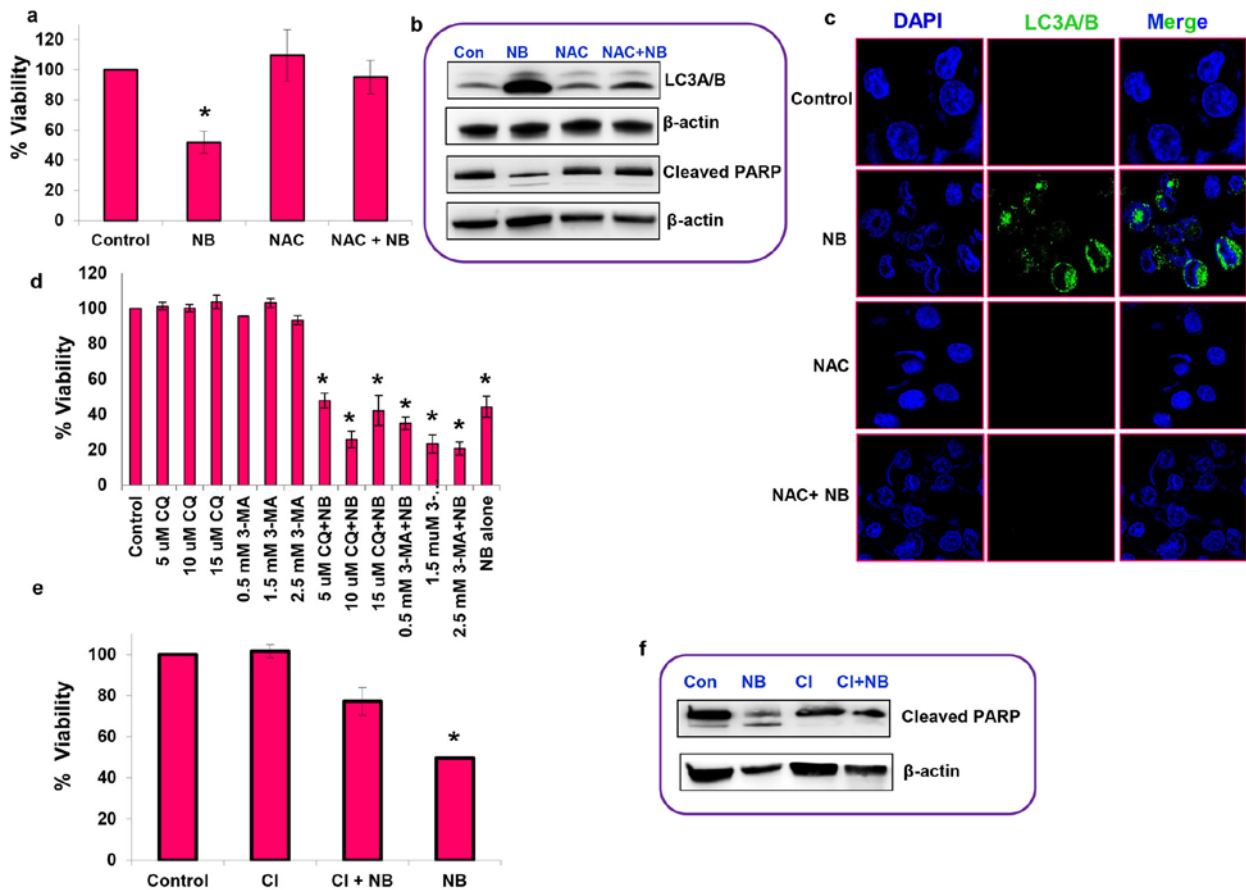 a
120
100
80
60
40
20
0
% Viability
*
Control NB NAC NAC + NB
b
Con NB NAC NAC+NB
LC3A/B
β-actin
Cleaved PARP
β-actin
c
DAPI LC3A/B Merge
Control
NB
NAC
NAC+ NB
d
120
100
80
60
40
20
0
% Viability
* * * * * * *
Control
5 uM CQ
10 uM CQ
15 uM CQ
0.5 mM 3-MA
1.5 mM 3-MA
2.5 mM 3-MA
5 uM CQ+NB
10 uM CQ+NB
15 uM CQ+NB
0.5 mM 3-MA+NB
1.5 muM 3-...
2.5 mM 3-MA+NB
NB alone
e
100
80
60
40
20
0
% Viability
*
Control CI CI + NB NB
f
Con NB CI CI+NB
Cleaved PARP
β-actin